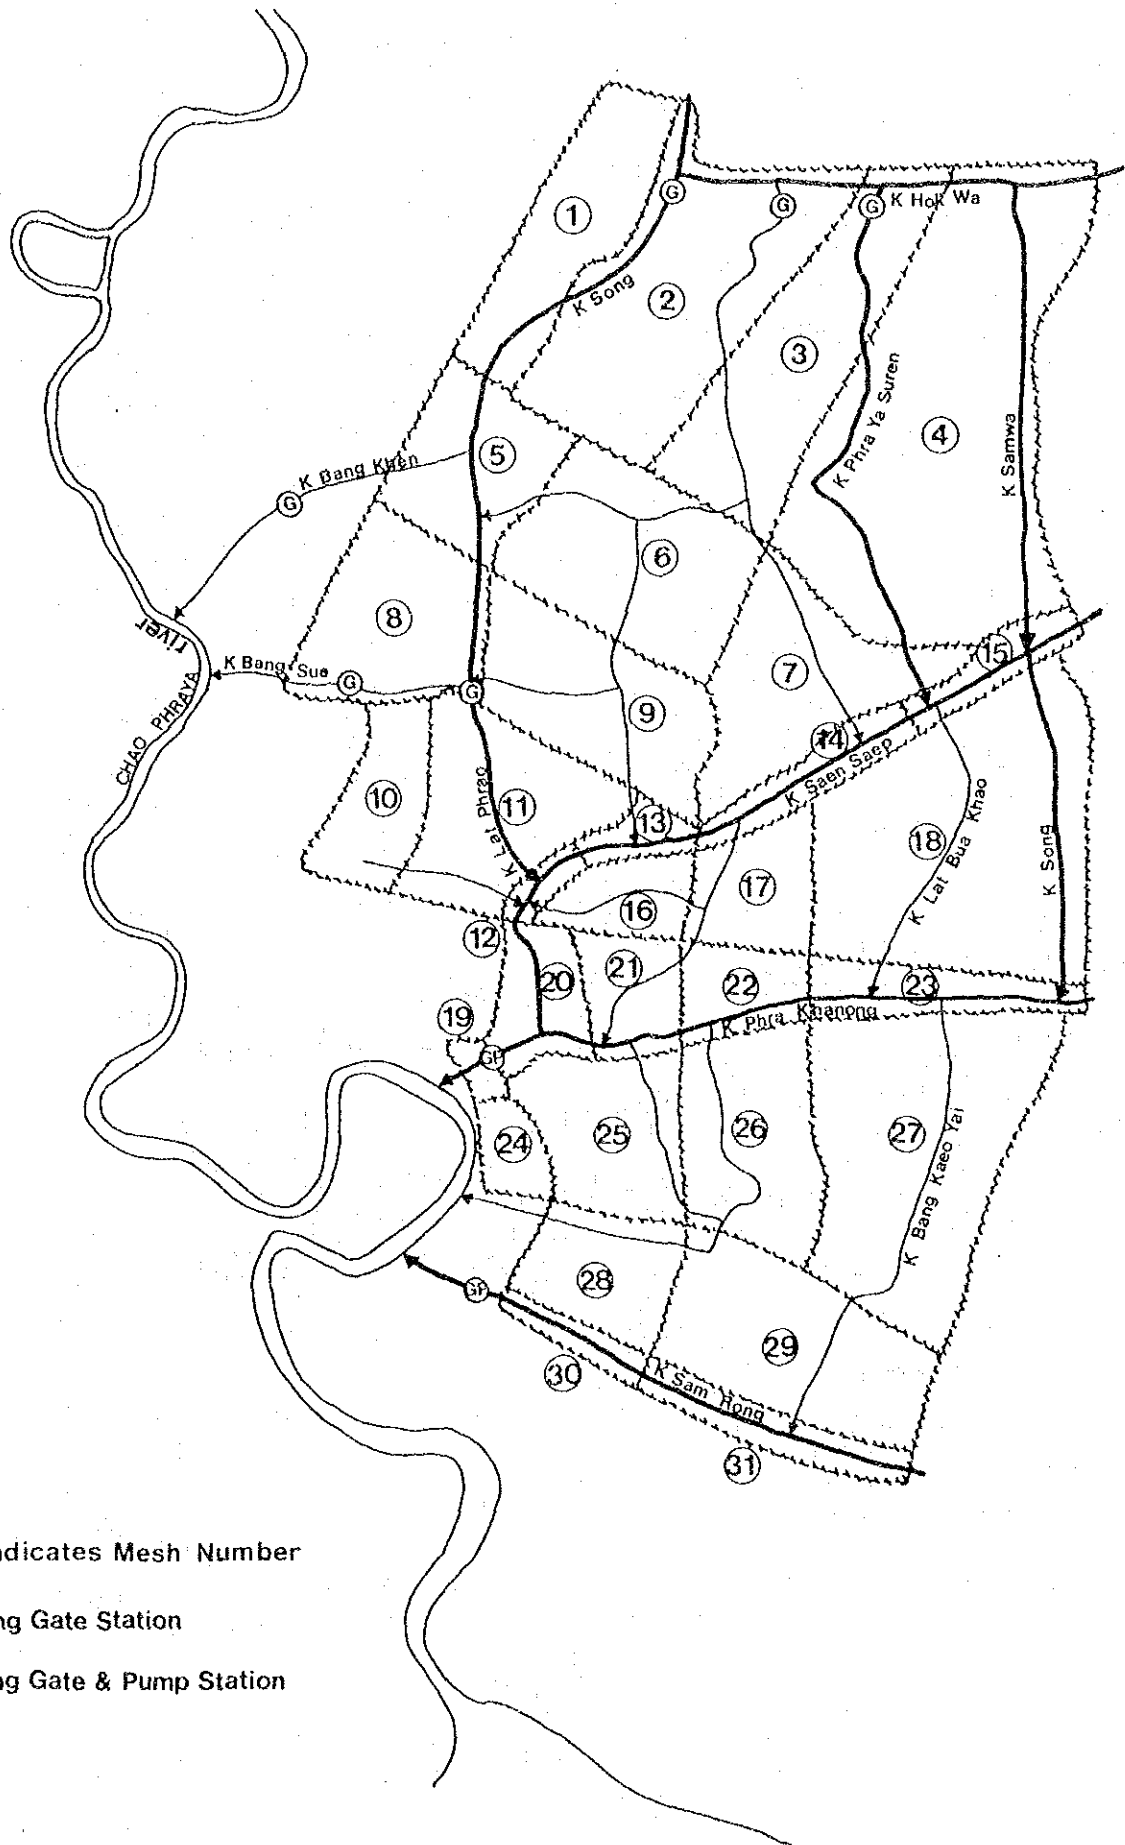 1
G
G
G
K Hok Wa
2
K Song
3
K Phra Ya Suren
4
K Samwa
5
K Bang Khen
G
6
8
river
K Bang Sue
G
G
7
15
9
14
K Saen Saep
CHAO PHRAYA
10
11
K Lat Phrao
13
18
K Lat Bua Khao
K Song
17
16
12
20
21
22
23
19
K Phra Khanong
GP
24
25
26
27
K Bang Kaeo Yai
28
GP
29
30
K Sam Rong
31
ndicates Mesh Number
ng Gate Station
ng Gate & Pump Station